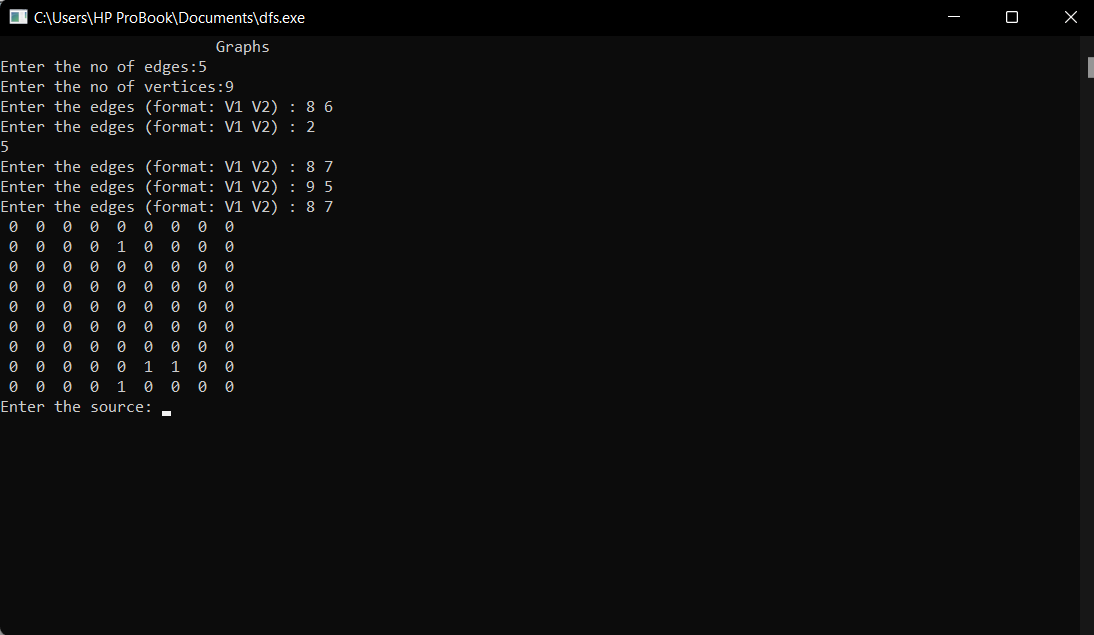 C:\Users\HP ProBook\Documents\dfs.exe
Graphs
Enter the no of edges:5
Enter the no of vertices:9
Enter the edges (format: V1 V2) : 8 6
Enter the edges (format: V1 V2) : 2
5
Enter the edges (format: V1 V2) : 8 7
Enter the edges (format: V1 V2) : 9 5
Enter the edges (format: V1 V2) : 8 7
0 0 0 0 0 0 0 0 0
0 0 0 0 1 0 0 0 0
0 0 0 0 0 0 0 0 0
0 0 0 0 0 0 0 0 0
0 0 0 0 0 0 0 0 0
0 0 0 0 0 0 0 0 0
0 0 0 0 0 0 0 0 0
0 0 0 0 0 1 1 0 0
0 0 0 0 1 0 0 0 0
Enter the source: